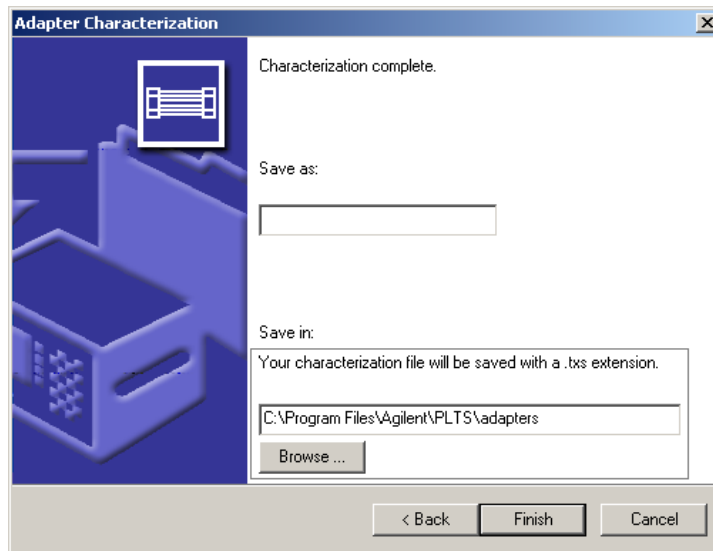 Adapter Characterization
Characterization complete.
Save as:
Save in:
Your characterization file will be saved with a .txs extension.
C:\Program Files\Agilent\PLTS\adapters
Browse ...
< Back
Finish
Cancel